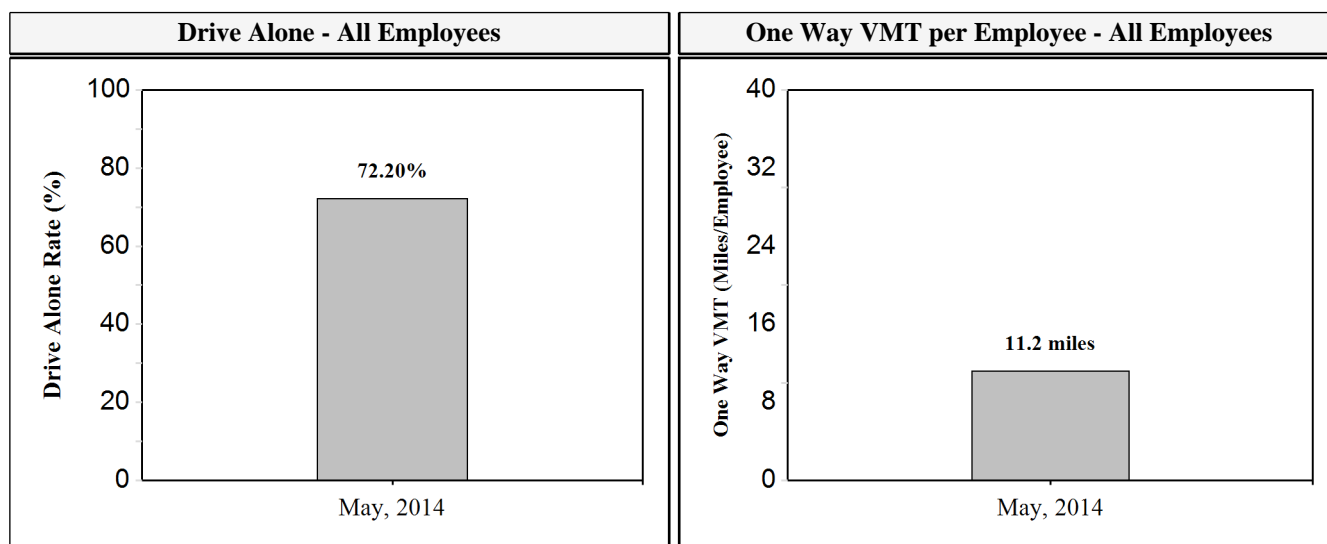 Drive Alone - All Employees
Drive Alone Rate (%)
100
80
60
40
20
0
72.20%
May, 2014
One Way VMT per Employee - All Employees
One Way VMT (Miles/Employee)
40
32
24
16
8
0
11.2 miles
May, 2014